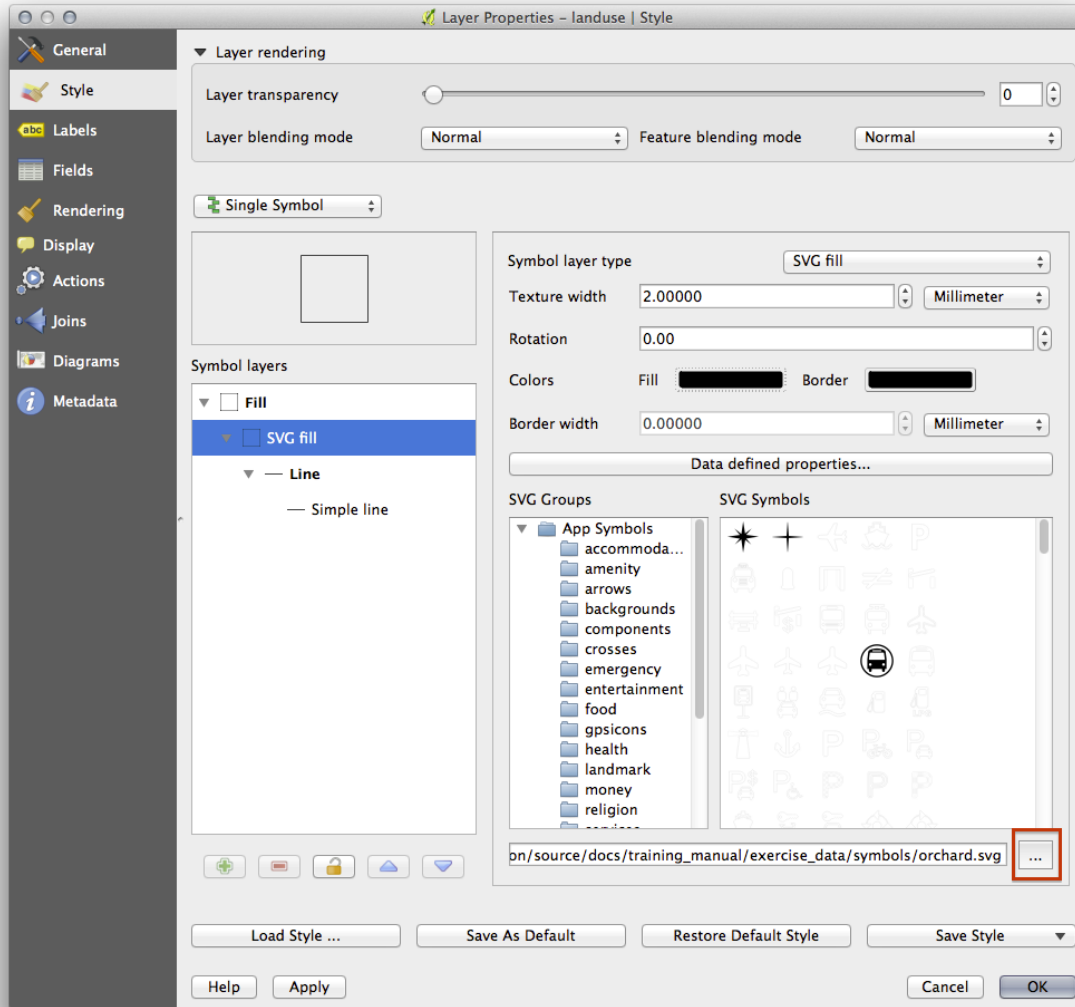 Layer Properties – landuse | Style
General
Style
abc Labels
Fields
Rendering
Display
Actions
Joins
Diagrams
Metadata
Layer rendering
Layer transparency
0
Layer blending mode
Normal
Feature blending mode
Normal
Single Symbol
Symbol layers
Fill
SVG fill
Line
Simple line
Symbol layer type
SVG fill
Texture width
2.00000
Millimeter
Rotation
0.00
Colors
Fill
Border
Border width
0.00000
Millimeter
Data defined properties...
SVG Groups
SVG Symbols
App Symbols
accommoda...
amenity
arrows
backgrounds
components
crosses
emergency
entertainment
food
gpsicons
health
landmark
money
religion
on/source/docs/training_manual/exercise_data/symbols/orchard.svg
...
Load Style ...
Save As Default
Restore Default Style
Save Style
Help
Apply
Cancel
OK